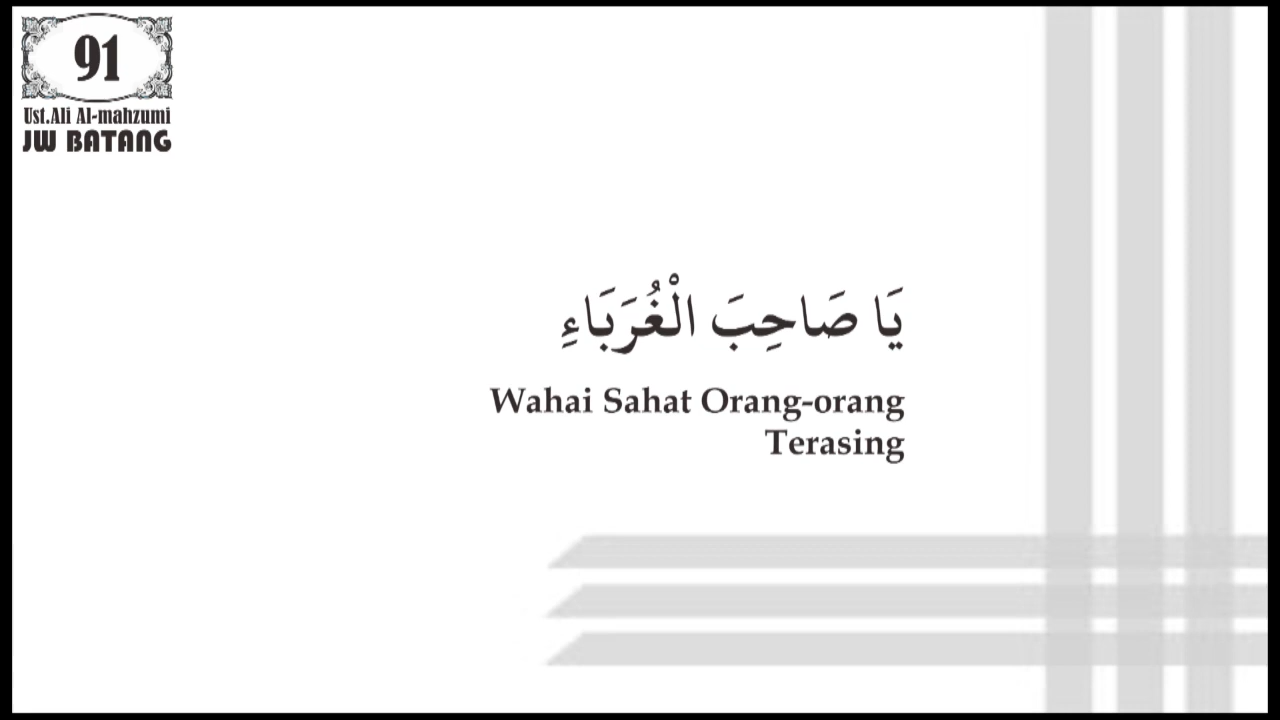 91
Ust.Ali Al-mahzumi
JW BATANG
يَا صَاحِبَ الْغُرَبَاءِ
Wahai Sahat Orang-orang
Terasing